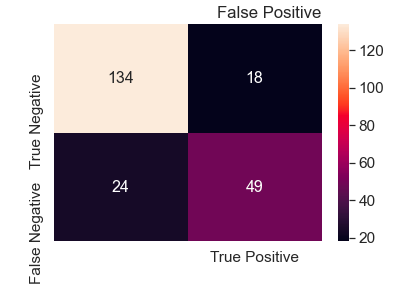 False Positive
True Negative
134
18
False Negative
24
49
True Positive
120
100
80
60
40
20